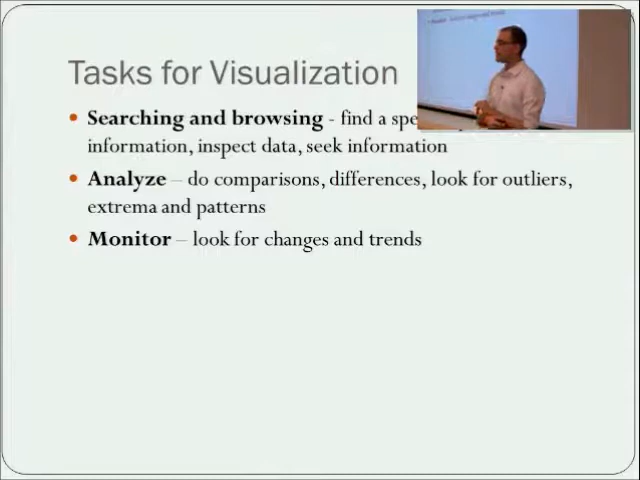 Tasks for Visualization
• Searching and browsing - find a
information, inspect data, seek information
• Analyze – do comparisons, differences, look for outliers,
extrema and patterns
• Monitor – look for changes and trends